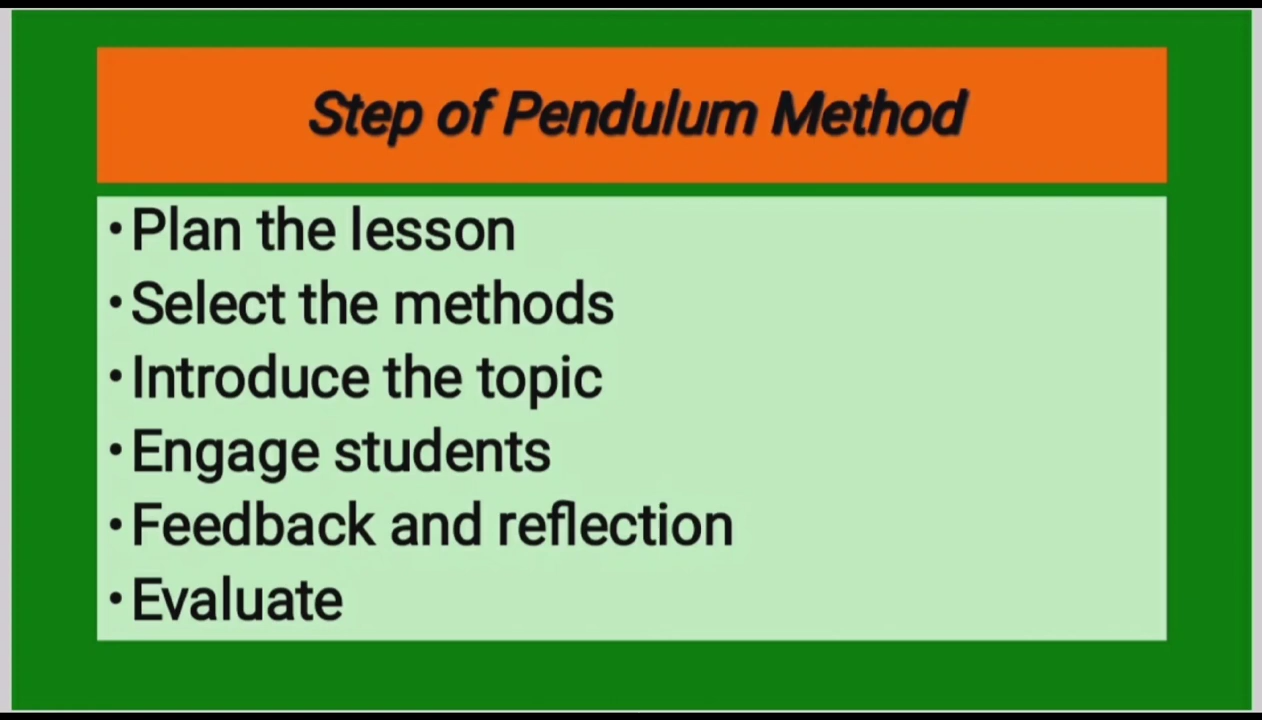 Step of Pendulum Method
•Plan the lesson
•Select the methods
•Introduce the topic
•Engage students
•Feedback and reflection
•Evaluate